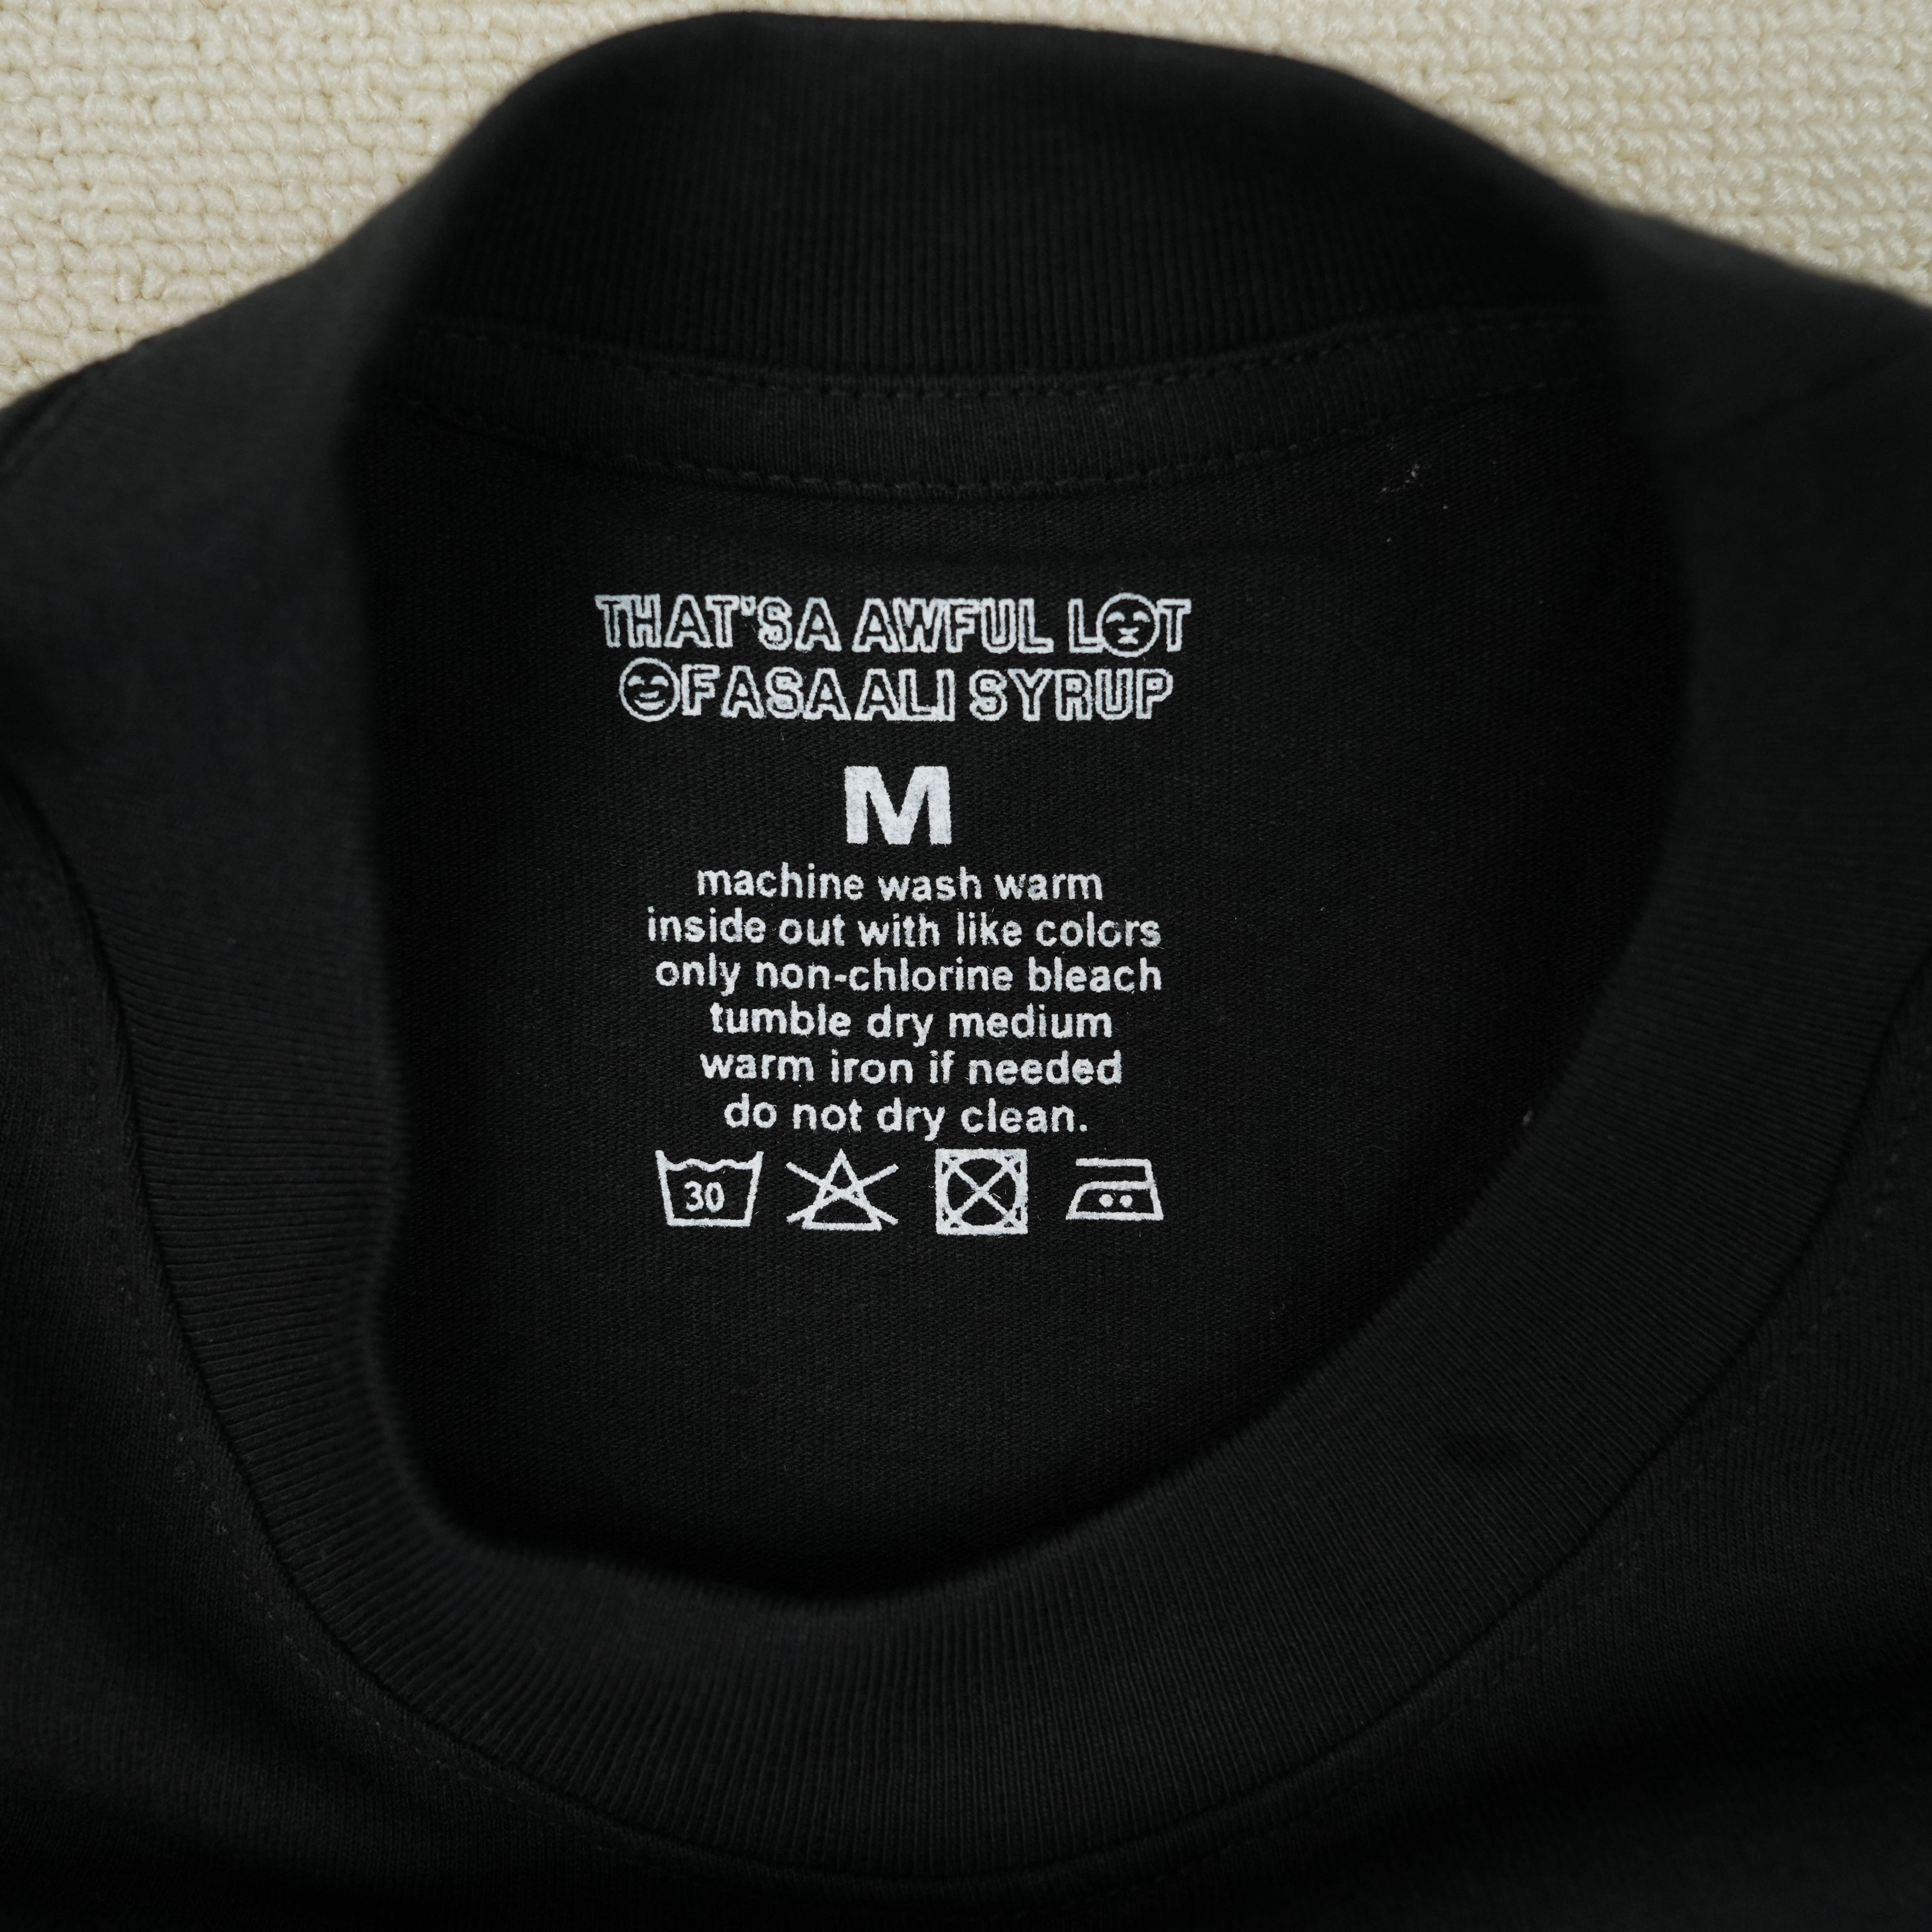 THAT'S A AWFUL LOT
OFASAALI SYRUP
M
machine wash warm
inside out with like colors
only non-chlorine bleach
tumble dry medium
warm iron if needed
do not dry clean.
30